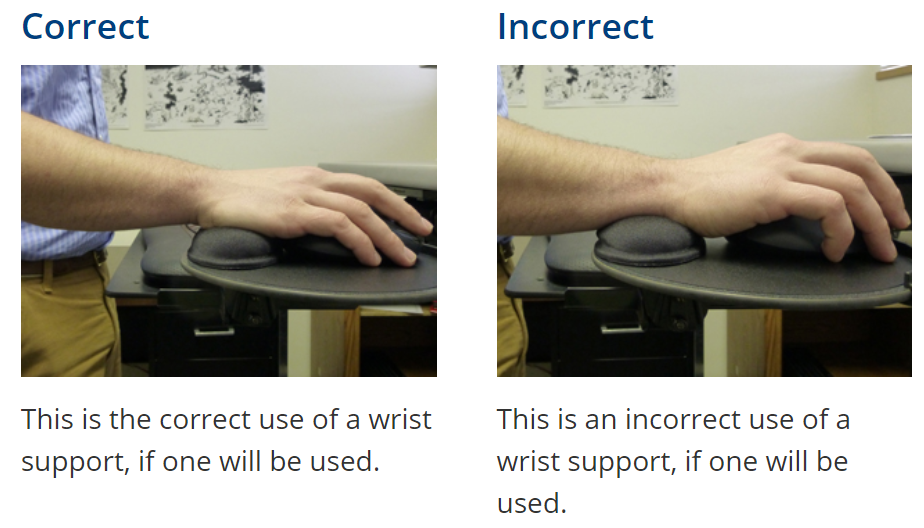 Correct
This is the correct use of a wrist
support, if one will be used.
Incorrect
This is an incorrect use of a
wrist support, if one will be
used.